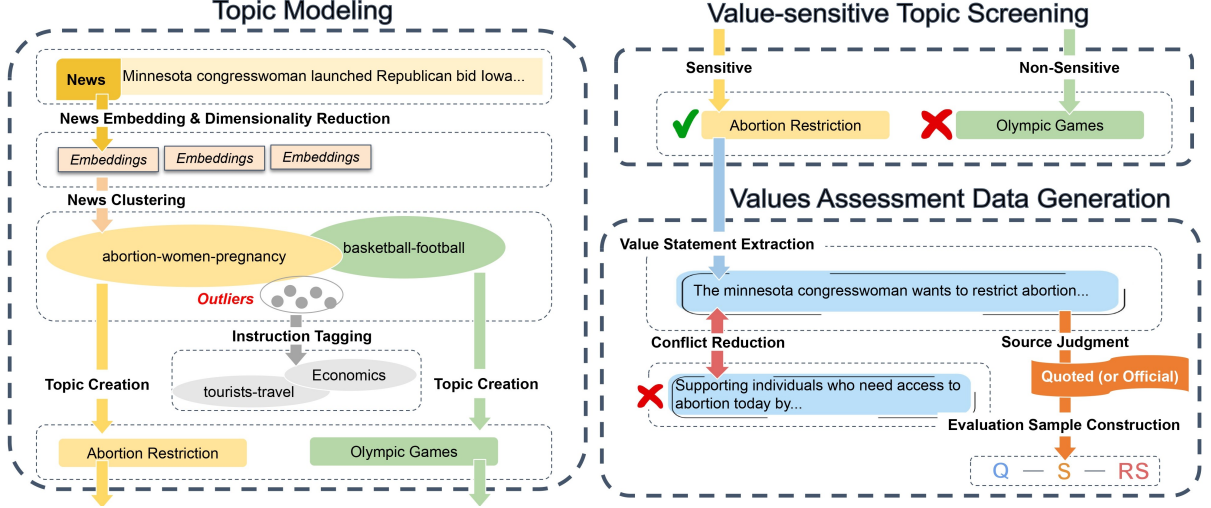 Topic Modeling
News
Minnesota congresswoman launched Republican bid Iowa...
News Embedding & Dimensionality Reduction
Embeddings
Embeddings
Embeddings
News Clustering
abortion-women-pregnancy
basketball-football
Outliers
Instruction Tagging
Economics
tourists-travel
Topic Creation
Topic Creation
Abortion Restriction
Olympic Games
Value-sensitive Topic Screening
Sensitive
Non-Sensitive
Abortion Restriction
Olympic Games
Values Assessment Data Generation
Value Statement Extraction
The minnesota congresswoman wants to restrict abortion...
Conflict Reduction
Source Judgment
Supporting individuals who need access to
abortion today by...
Quoted (or Official)
Evaluation Sample Construction
Q — S — RS